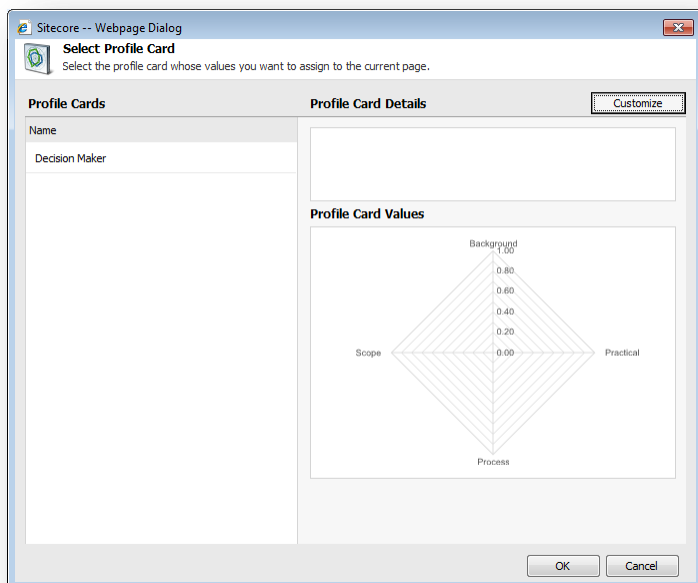 Sitecore -- Webpage Dialog
Select Profile Card
Select the profile card whose values you want to assign to the current page.
Profile Cards
Profile Card Details
Customize
Name
Decision Maker
Profile Card Values
Background
1.00
0.80
0.60
0.40
0.20
Scope
0.00
Practical
Process
OK
Cancel